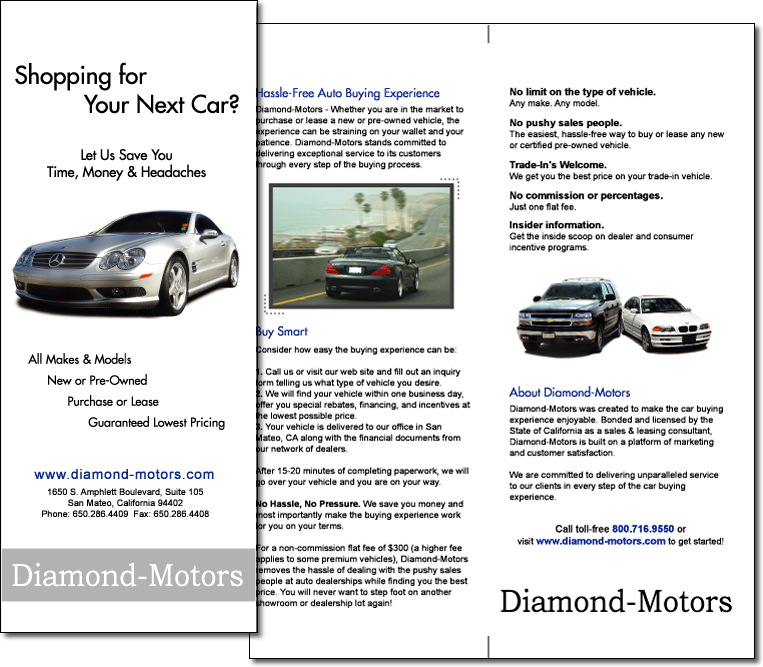 Shopping for
Your Next Car?
Let Us Save You
Time, Money & Headaches
All Makes & Models
New or Pre-Owned
Purchase or Lease
Guaranteed Lowest Pricing
www.diamond-motors.com
1650 S. Amphlett Boulevard, Suite 105
San Mateo, California 94402
Phone: 650.286.4409 Fax: 650.286.4408
Diamond-Motors
Hassle-Free Auto Buying Experience
Diamond-Motors - Whether you are in the market to
purchase or lease a new or pre-owned vehicle, the
experience can be straining on your wallet and your
patience. Diamond-Motors stands committed to
delivering exceptional service to its customers
through every step of the buying process.
Buy Smart
Consider how easy the buying experience can be:
1. Call us or visit our web site and fill out an inquiry
form telling us what type of vehicle you desire.
2. We will find your vehicle within one business day,
offer you special rebates, financing, and incentives at
the lowest possible price.
3. Your vehicle is delivered to our office in San
Mateo, CA along with the financial documents from
our network of dealers.
After 15-20 minutes of completing paperwork, we will
go over your vehicle and you are on your way.
No Hassle, No Pressure. We save you money and
most importantly make the buying experience work
for you on your terms.
For a non-commission flat fee of $300 (a higher fee
applies to some premium vehicles), Diamond-Motors
removes the hassle of dealing with the pushy sales
people at auto dealerships while finding you the best
price. You will never want to step foot on another
showroom or dealership lot again!
No limit on the type of vehicle.
Any make. Any model.
No pushy sales people.
The easiest, hassle-free way to buy or lease any new
or certified pre-owned vehicle.
Trade-In's Welcome.
We get you the best price on your trade-in vehicle.
No commission or percentages.
Just one flat fee.
Insider information.
Get the inside scoop on dealer and consumer
incentive programs.
About Diamond-Motors
Diamond-Motors was created to make the car buying
experience enjoyable. Bonded and licensed by the
State of California as a sales & leasing consultant,
Diamond-Motors is built on a platform of marketing
and customer satisfaction.
We are committed to delivering unparalleled service
to our clients in every step of the car buying
experience.
Call toll-free 800.716.9550 or
visit www.diamond-motors.com to get started!
Diamond-Motors